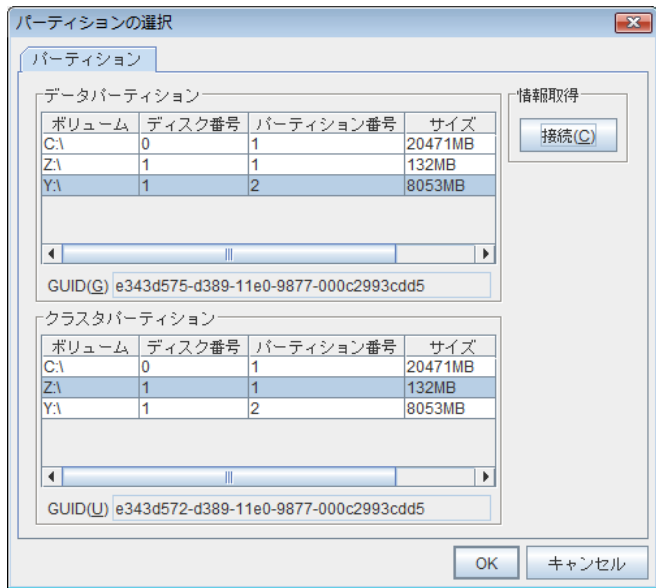 パーティションの選択
パーティション
データパーティション
ボリューム ディスク番号 パーティション番号 サイズ
C:\ 0 1 20471MB
Z:\ 1 1 132MB
Y:\ 1 2 8053MB
GUID(G) e343d575-d389-11e0-9877-000c2993cdd5
情報取得
接続(C)
クラスタパーティション
ボリューム ディスク番号 パーティション番号 サイズ
C:\ 0 1 20471MB
Z:\ 1 1 132MB
Y:\ 1 2 8053MB
GUID(U) e343d572-d389-11e0-9877-000c2993cdd5
OK キャンセル